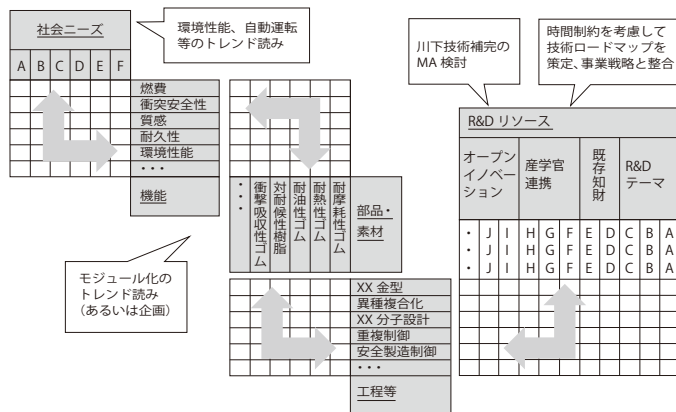 社会ニーズ
A B C D E F
環境性能、自動運転
等のトレンド読み
燃費
衝突安全性
質感
耐久性
環境性能
・・・
機能
・・・
衝撃吸収性ゴム
対耐候性樹脂
耐油性ゴム
耐熱性ゴム
耐摩耗性ゴム
部品・
素材
モジュール化の
トレンド読み
（あるいは企画）
XX 金型
異種複合化
XX 分子設計
重複制御
安全製造制御
・・・
工程等
川下技術補完の
MA 検討
時間制約を考慮して
技術ロードマップを
策定、事業戦略と整合
R&D リソース
オープン
イノベー
ション
産学官
連携
既存知財
R&D
テーマ
・ J I H G F E D C B A
・ J I H G F E D C B A
・ J I H G F E D C B A